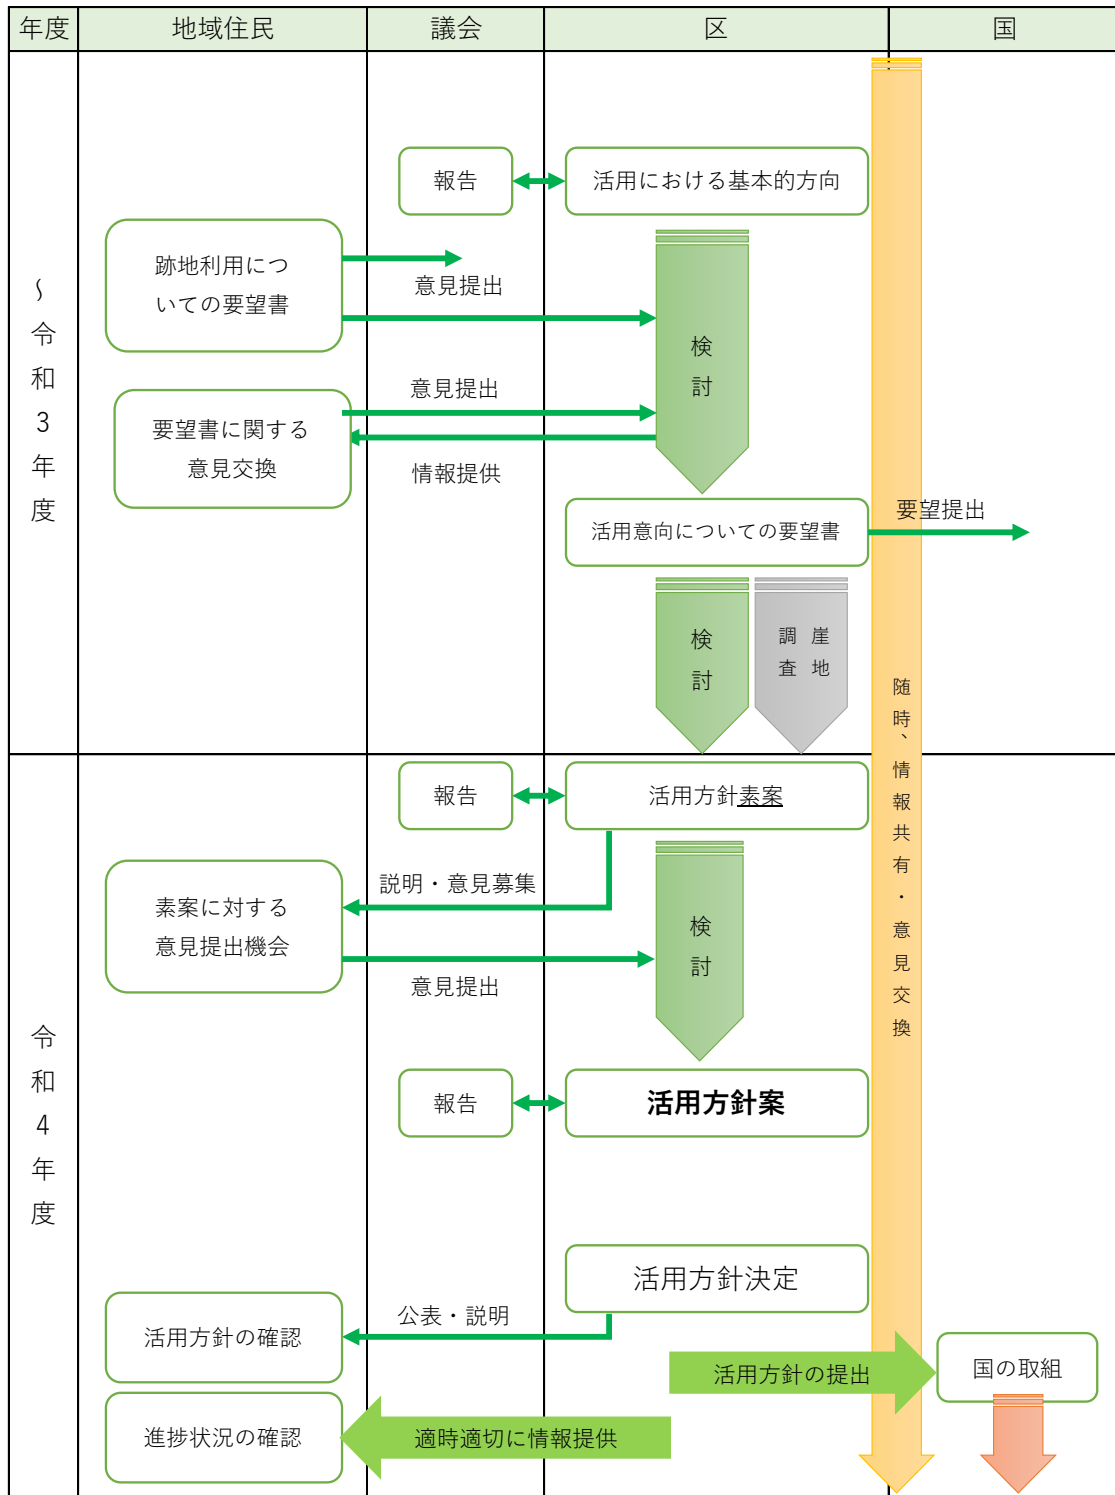 年度
地域住民
議会
区
国
～令和3年度
報告
活用における基本的方向
跡地利用につ
いての要望書
意見提出
検討
要望書に関する
意見交換
意見提出
情報提供
活用意向についての要望書
要望提出
検討
崖地
調査
随時、情報共有・意見交換
令和4年度
報告
活用方針素案
説明・意見募集
素案に対する
意見提出機会
検討
意見提出
報告
活用方針案
活用方針決定
公表・説明
活用方針の確認
活用方針の提出
国の取組
進捗状況の確認
適時適切に情報提供